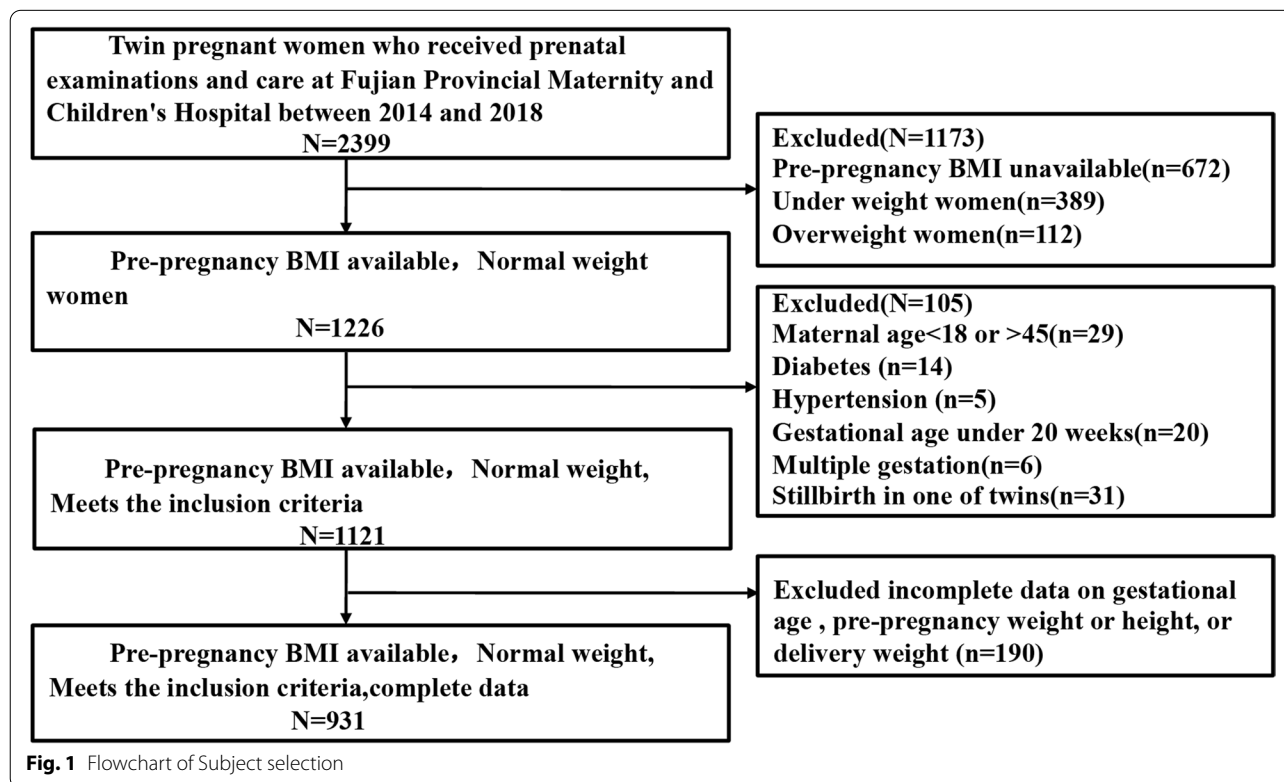 Twin pregnant women who received prenatal
examinations and care at Fujian Provincial Maternity and
Children's Hospital between 2014 and 2018
N=2399
Excluded(N=1173)
Pre-pregnancy BMI unavailable(n=672)
Under weight women(n=389)
Overweight women(n=112)
Pre-pregnancy BMI available，Normal weight
women
N=1226
Excluded(N=105)
Maternal age<18 or >45(n=29)
Diabetes (n=14)
Hypertension (n=5)
Gestational age under 20 weeks(n=20)
Multiple gestation(n=6)
Stillbirth in one of twins(n=31)
Pre-pregnancy BMI available，Normal weight,
Meets the inclusion criteria
N=1121
Excluded incomplete data on gestational
age , pre-pregnancy weight or height, or
delivery weight (n=190)
Pre-pregnancy BMI available，Normal weight,
Meets the inclusion criteria,complete data
N=931
Fig. 1 Flowchart of Subject selection